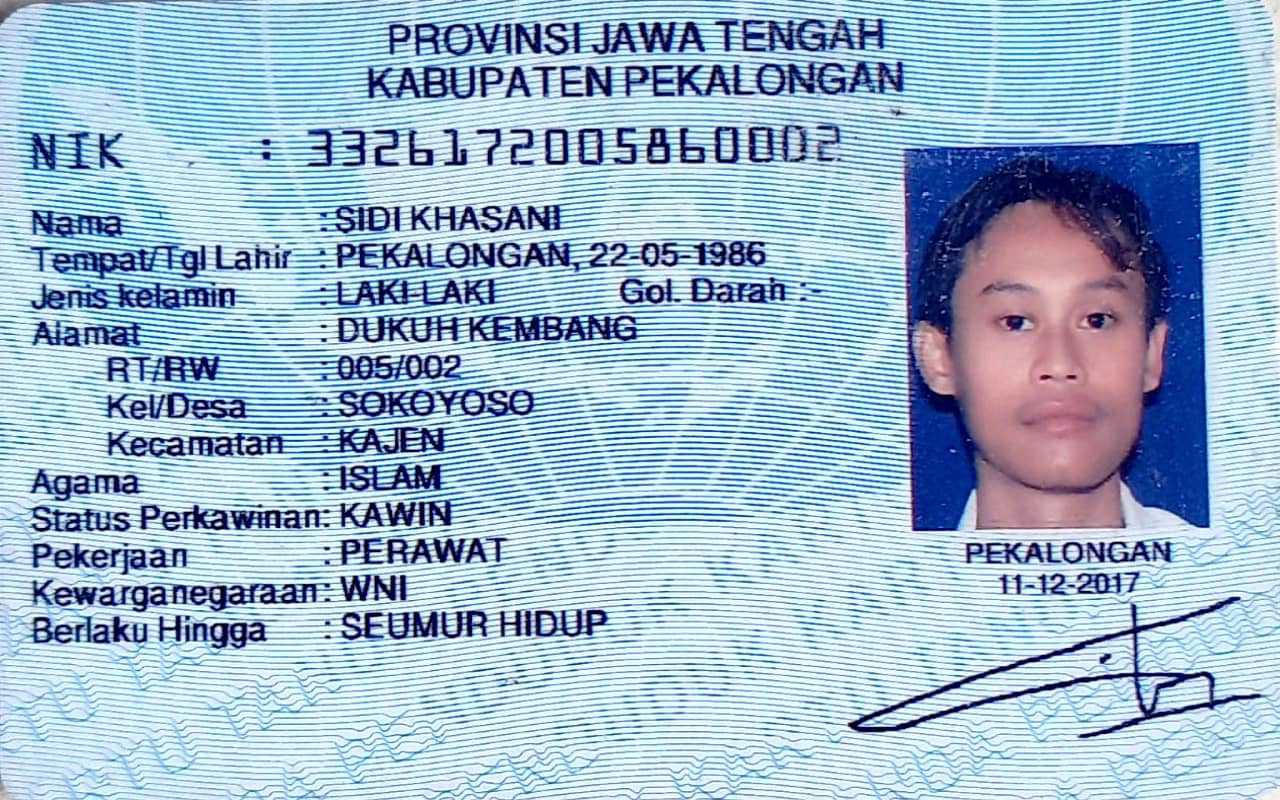 PROVINSI JAWA TENGAH
KABUPATEN PEKALONGAN
NIK : 3326172005860002
Nama : SIDI KHASANI
Tempat/Tgl Lahir : PEKALONGAN, 22-05-1986
Jenis kelamin : LAKI-LAKI Gol. Darah :-
Alamat : DUKUH KEMBANG
RT/RW : 005/002
Kel/Desa : SOKOYOSO
Kecamatan : KAJEN
Agama : ISLAM
Status Perkawinan: KAWIN
Pekerjaan : PERAWAT
Kewarganegaraan: WNI
Berlaku Hingga : SEUMUR HIDUP
PEKALONGAN
11-12-2017